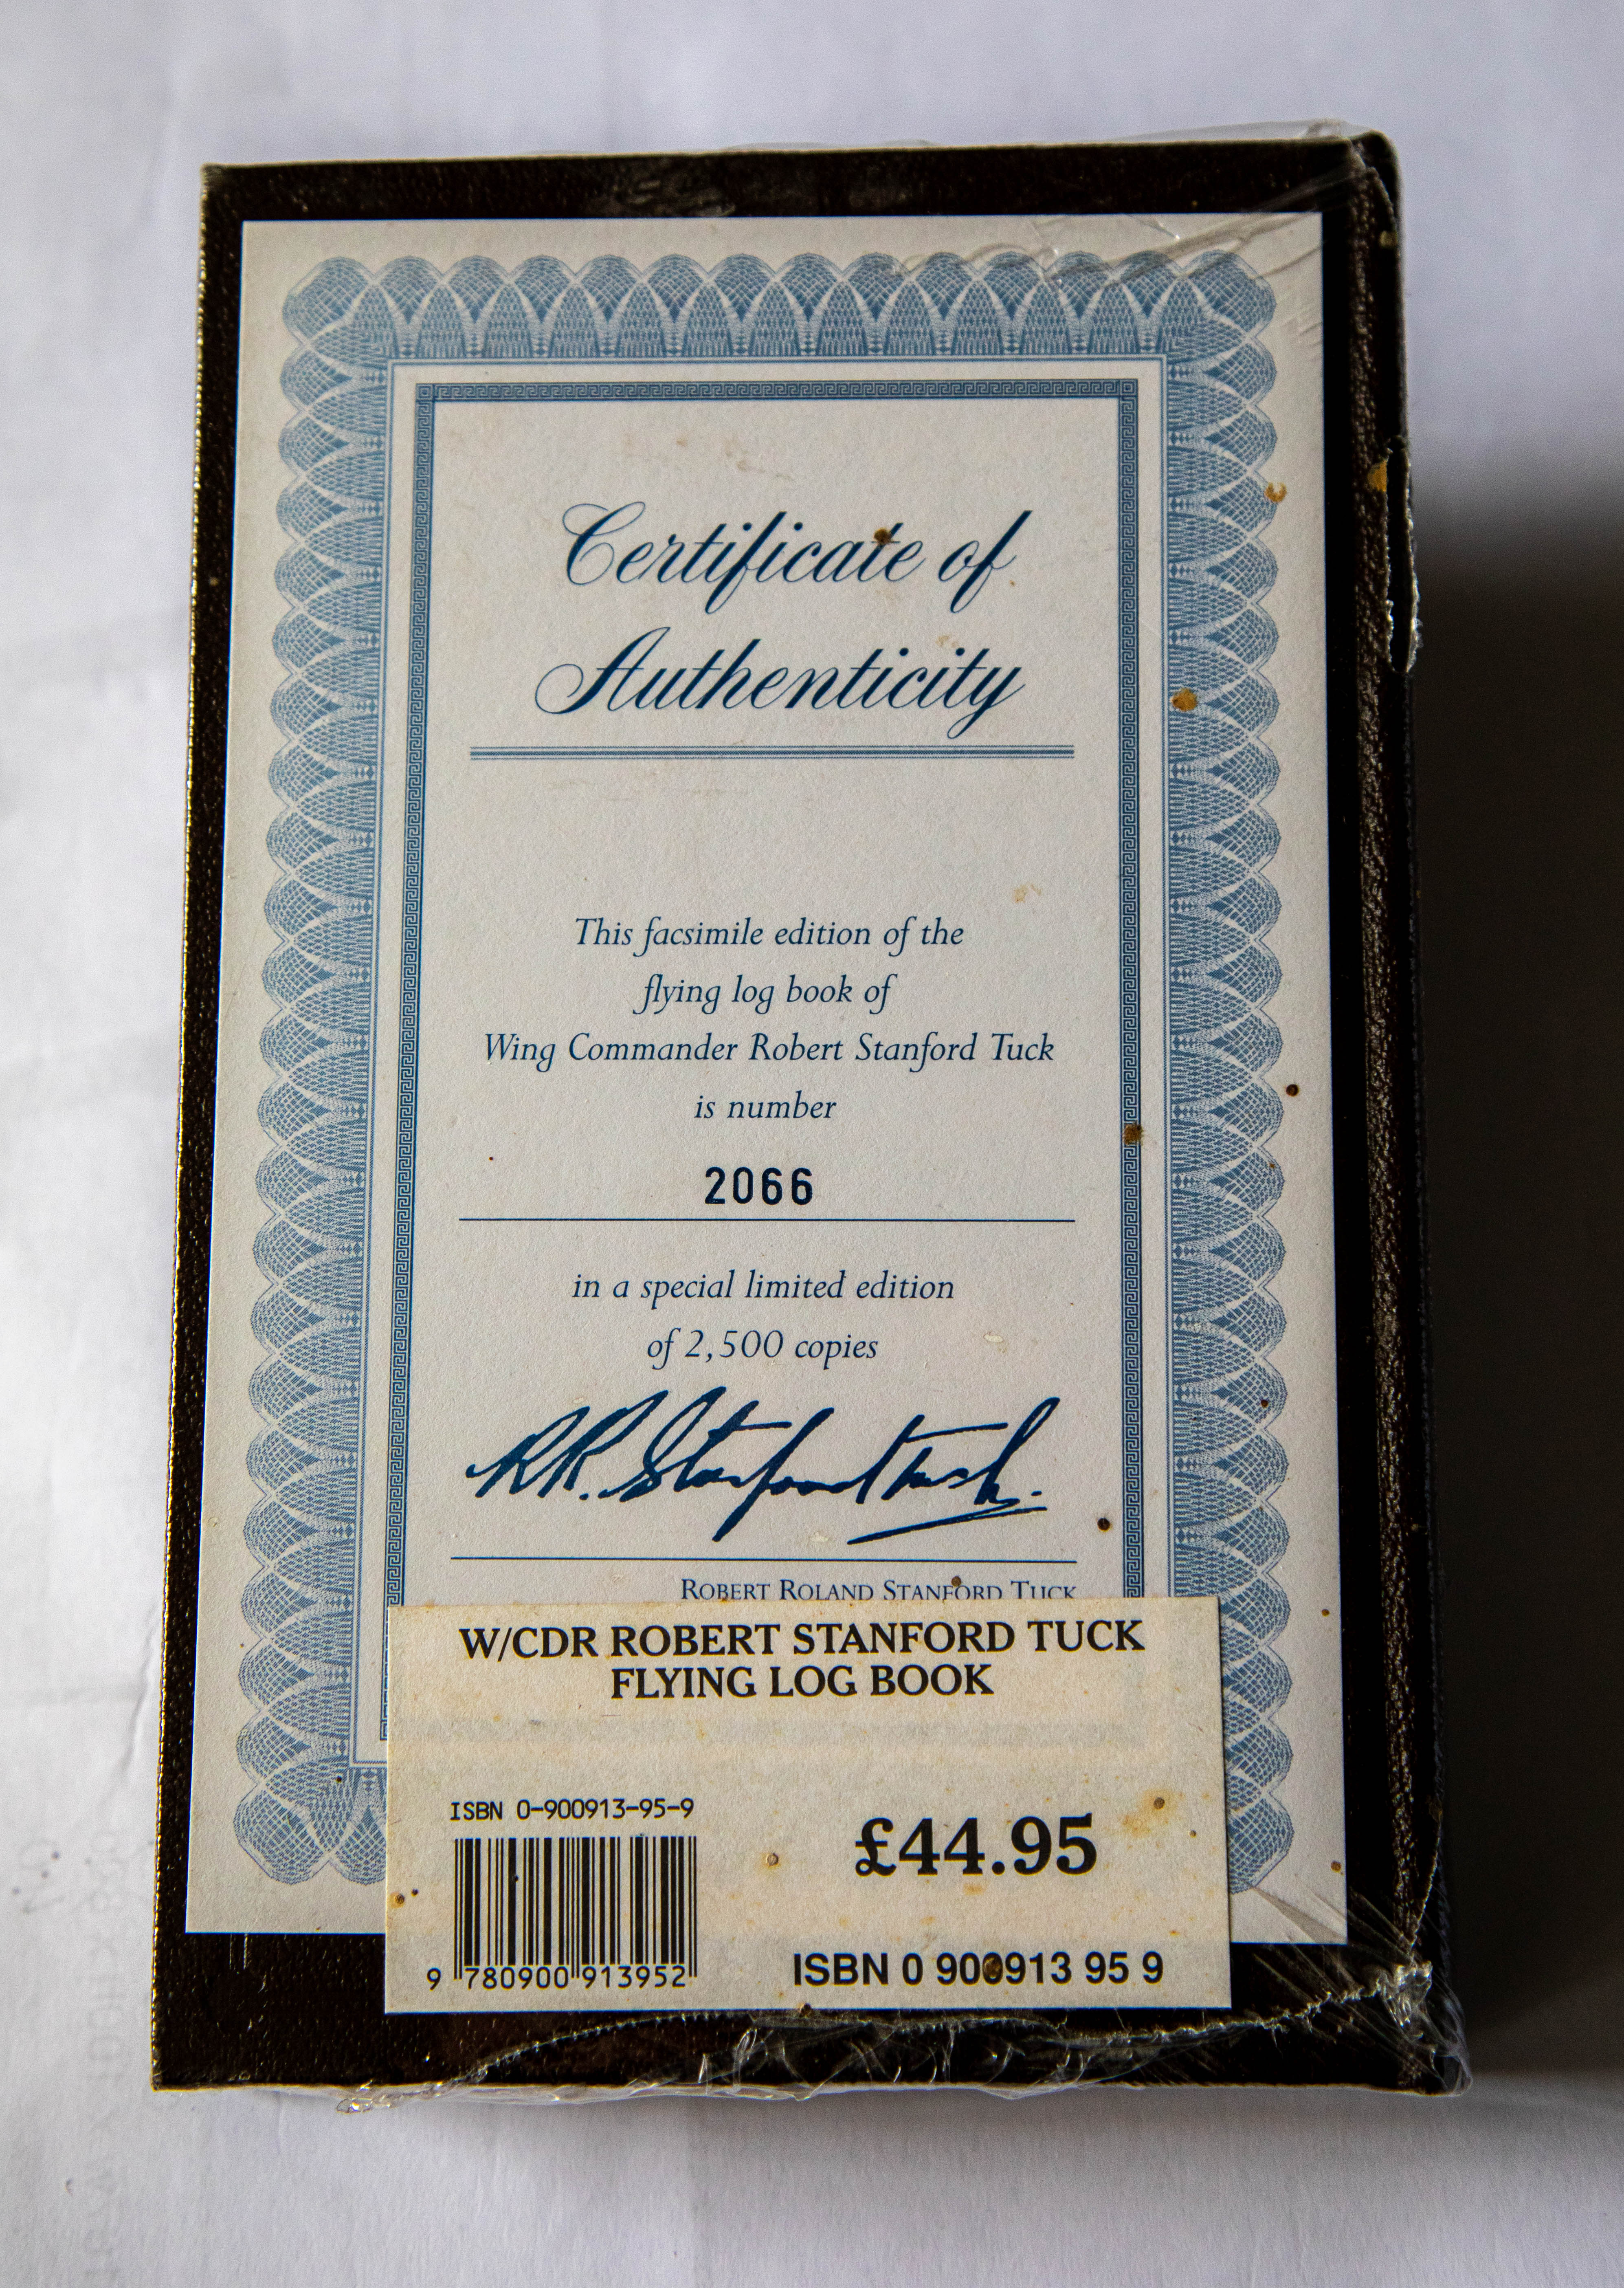 Certificate of
Authenticity
This facsimile edition of the
flying log book of
Wing Commander Robert Stanford Tuck
is number
2066
in a special limited edition
of 2,500 copies
R.R. Stanford Tuck.
ROBERT ROLAND STANFORD TUCK
W/CDR ROBERT STANFORD TUCK
FLYING LOG BOOK
ISBN 0-900913-95-9
£44.95
9 780900 913952
ISBN 0 900913 95 9